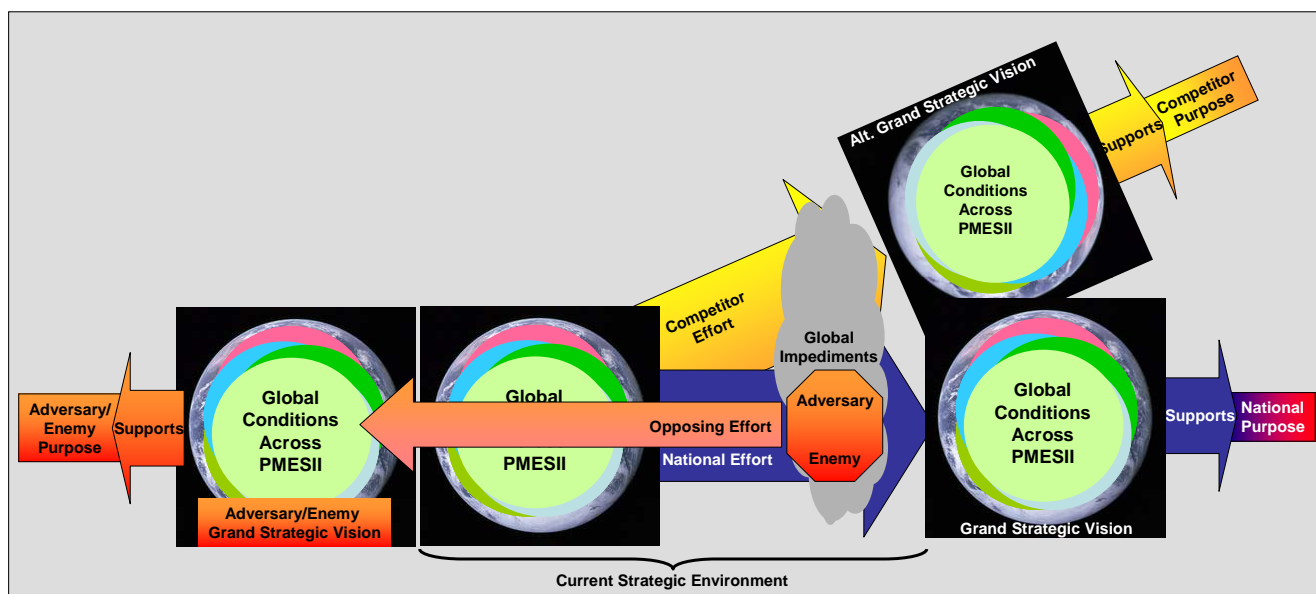 Alt. Grand Strategic Vision
Global
Conditions
Across
PMESII
Supports
Competitor
Purpose
Competitor
Effort
Global
Impediments
Adversary/
Enemy
Purpose
Supports
Global
Conditions
Across
PMESII
Adversary/Enemy
Grand Strategic Vision
Global
PMESII
Opposing Effort
National Effort
Adversary
Enemy
Global
Conditions
Across
PMESII
Grand Strategic Vision
Supports
National
Purpose
Current Strategic Environment